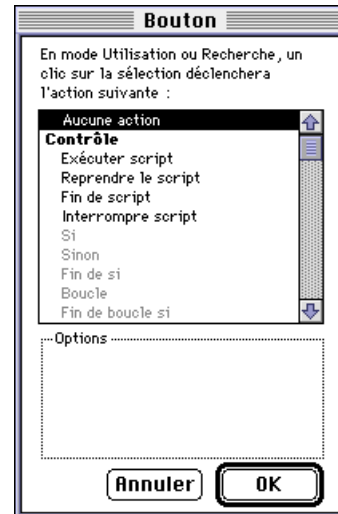 Bouton
En mode Utilisation ou Recherche, un
clic sur la sélection déclenchera
l'action suivante :
Aucune action
Contrôle
Exécuter script
Reprendre le script
Fin de script
Interrompre script
Si
Sinon
Fin de si
Boucle
Fin de boucle si
Options
Annuler
OK